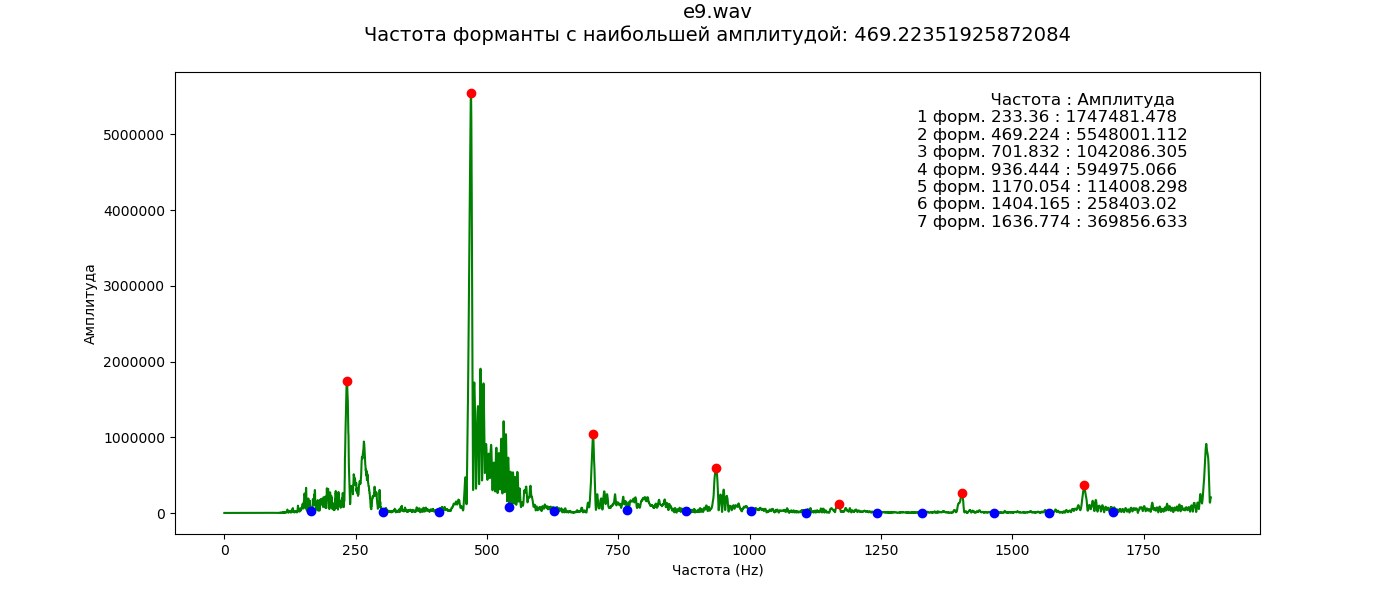 e9.wav
Частота форманты с наибольшей амплитудой: 469.22351925872084
Частота : Амплитуда
1 форм. 233.36 : 1747481.478
2 форм. 469.224 : 5548001.112
3 форм. 701.832 : 1042086.305
4 форм. 936.444 : 594975.066
5 форм. 1170.054 : 114008.298
6 форм. 1404.165 : 258403.02
7 форм. 1636.774 : 369856.633
Амплитуда
5000000
4000000
3000000
2000000
1000000
0
0 250 500 750 1000 1250 1500 1750
Частота (Hz)